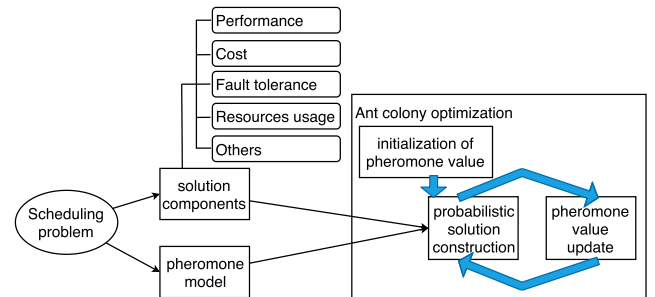 Performance
Cost
Fault tolerance
Resources usage
Others
Ant colony optimization
initialization of
pheromone value
solution
components
Scheduling
problem
probabilistic
solution
construction
pheromone
value
update
pheromone
model